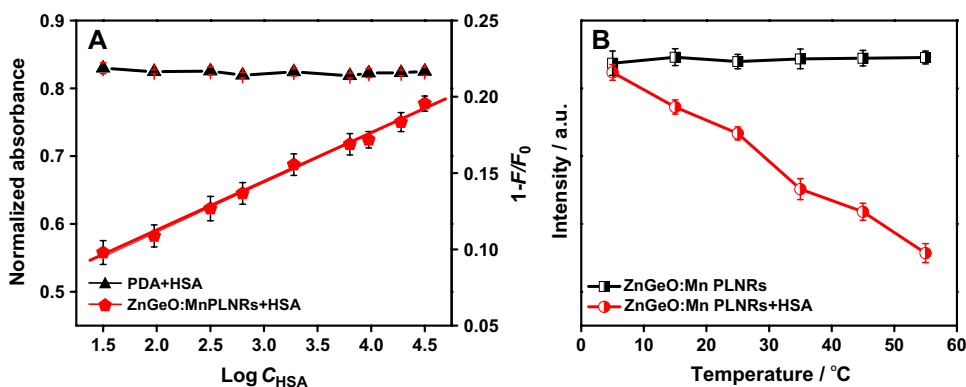 A
Normalized absorbance
0.9
0.8
0.7
0.6
0.5
0.25
0.20
0.15
0.10
0.05
1-F/F0
PDA+HSA
ZnGeO:MnPLNRs+HSA
1.5 2.0 2.5 3.0 3.5 4.0 4.5
Log CHSA
B
Intensity / a.u.
ZnGeO:Mn PLNRs
ZnGeO:Mn PLNRs+HSA
0 10 20 30 40 50 60
Temperature / °C